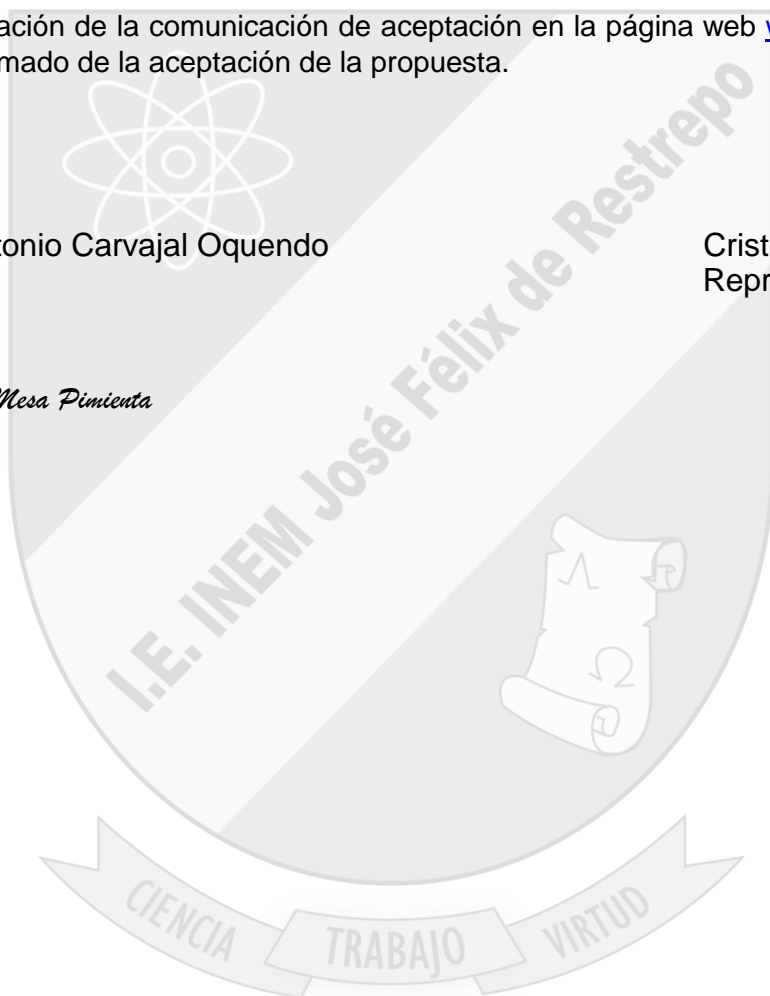 ación de la comunicación de aceptación en la página web
mado de la aceptación de la propuesta.
tonio Carvajal Oquendo
Crist
Repr
Mesa Pimienta
I.E. INEM José Félix de Restrepo
CIENCIA
TRABAJO
VIRTUD